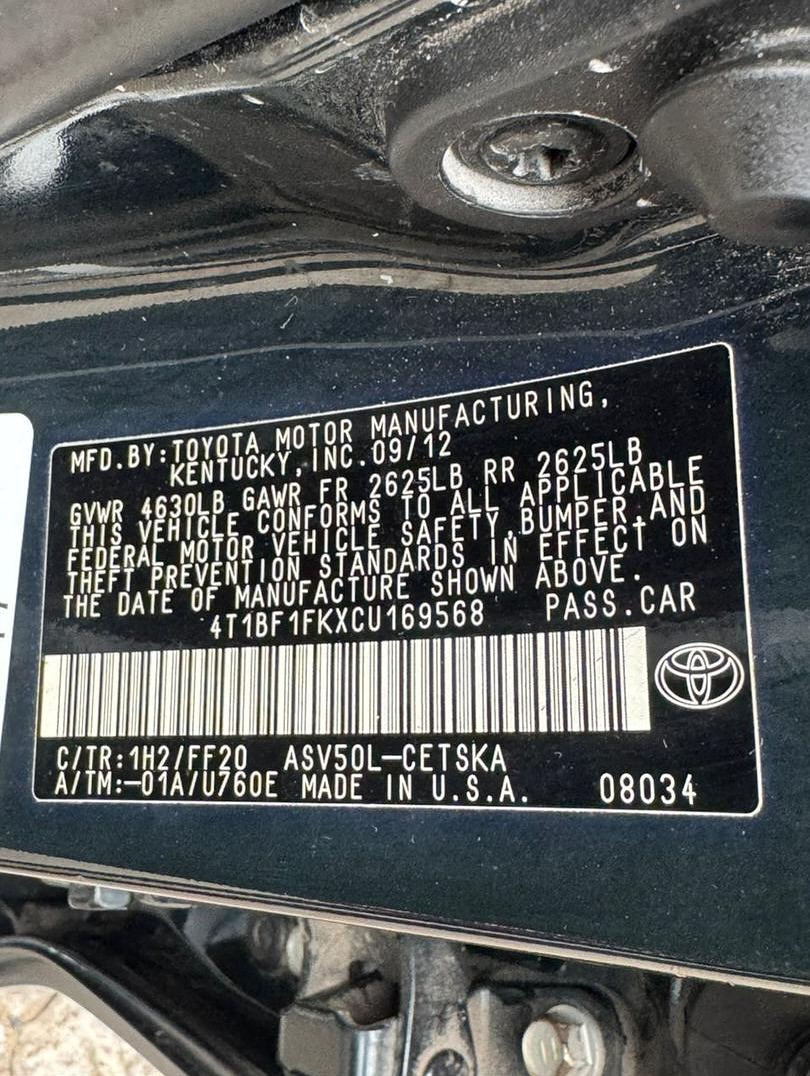 MFD.BY:TOYOTA MOTOR MANUFACTURING,
KENTUCKY,INC.09/12
GVWR 4630LB GAWR FR 2625LB RR 2625LB
THIS VEHICLE CONFORMS TO ALL APPLICABLE
FEDERAL MOTOR VEHICLE SAFETY,BUMPER,AND
THEFT PREVENTION STANDARDS IN EFFECT ON
THE DATE OF MANUFACTURE SHOWN ABOVE.
4T1BF1FKXCU169568 PASS.CAR
C/TR:1H2/FF20 ASV50L-CETSKA
A/TM:-01A/U760E MADE IN U.S.A. 08034